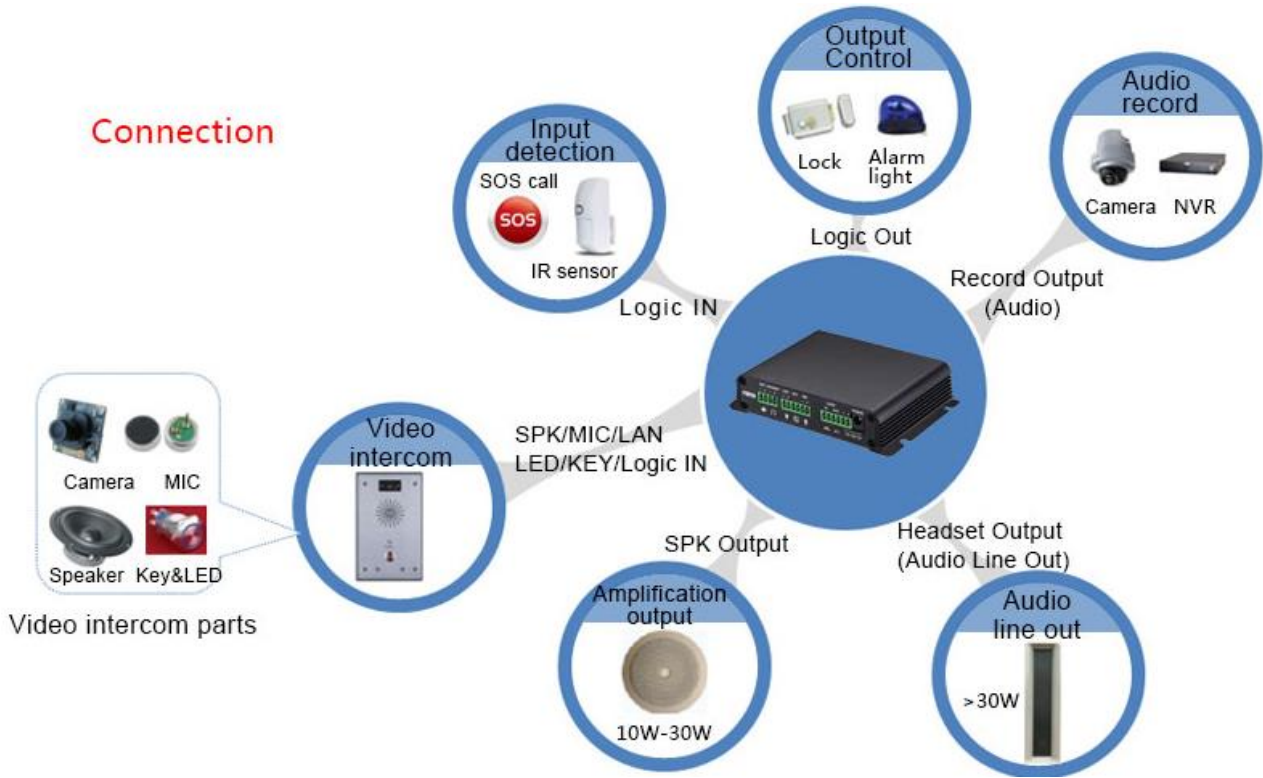 Connection
Output
Control
Lock
Alarm
light
Logic Out
Audio
record
Camera
NVR
Record Output
(Audio)
Input
detection
SOS call
SOS
IR sensor
Logic IN
Video
intercom
SPK/MIC/LAN
LED/KEY/Logic IN
Camera
MIC
Speaker
Key&LED
Video intercom parts
SPK Output
Amplification
output
10W-30W
Headset Output
(Audio Line Out)
Audio
line out
>30W